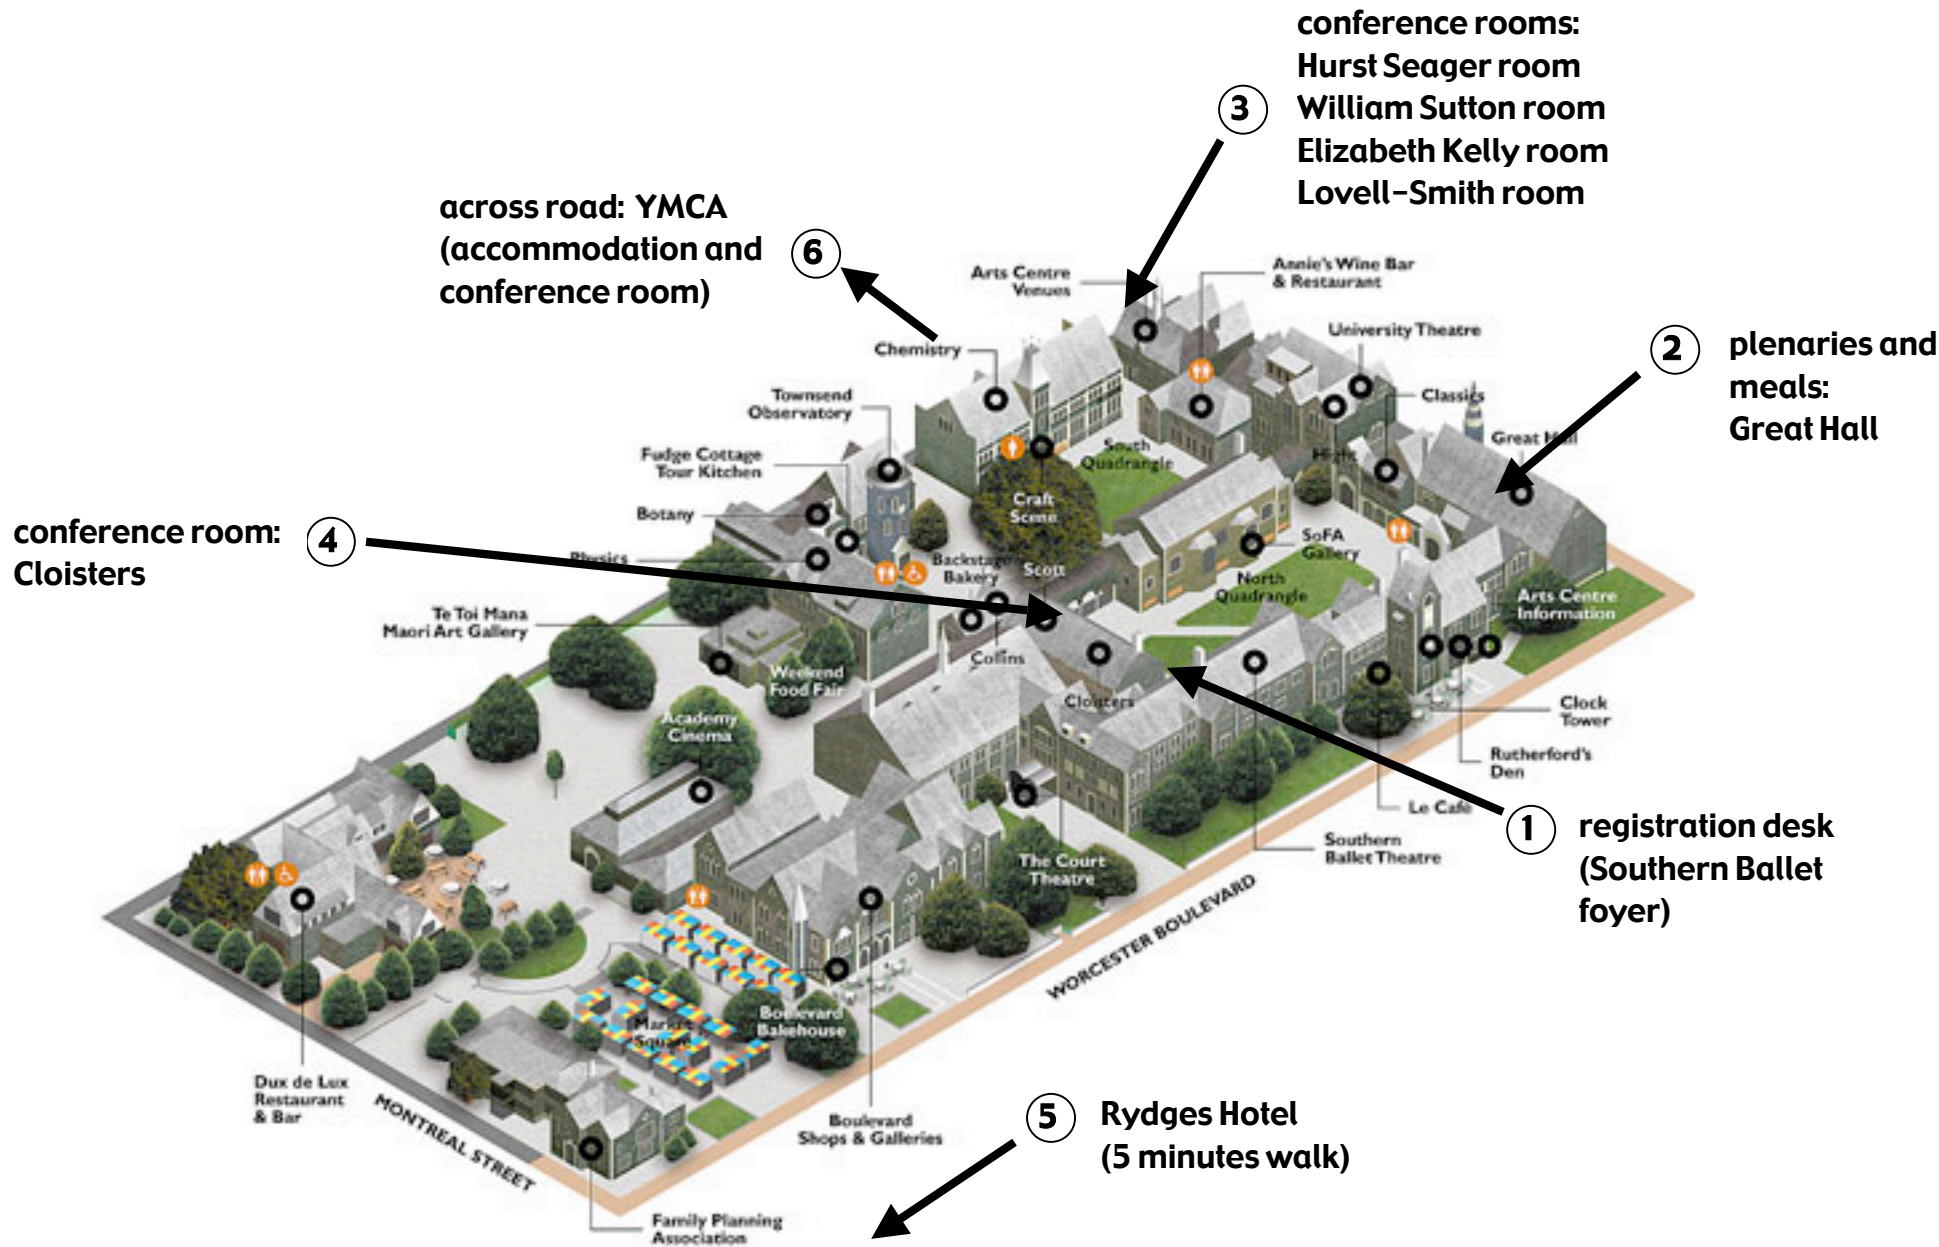 conference rooms:
Hurst Seager room
3
William Sutton room
Elizabeth Kelly room
Lovell-Smith room
across road: YMCA
(accommodation and
conference room)
6
Arts Centre
Venues
Annie's Wine Bar
& Restaurant
University Theatre
2
plenaries and
meals:
Great Hall
Chemistry
Townsend
Observatory
Classics
Great Hall
Fudge Cottage
Tour Kitchen
South
Quadrangle
Hight
Craft
Scene
Botany
conference room:
Cloisters
4
Physics
Backstage
Bakery
Scott
SoFA
Gallery
North
Quadrangle
Arts Centre
Information
Te Toi Mana
Maori Art Gallery
Collins
Weekend
Food Fair
Cloisters
Academy
Cinema
Clock
Tower
Rutherford's
Den
Le Café
1
registration desk
(Southern Ballet
foyer)
Southern
Ballet Theatre
The Court
Theatre
WORCESTER BOULEVARD
Boulevard
Bakehouse
Market
Square
Dux de Lux
Restaurant
& Bar
MONTREAL STREET
Boulevard
Shops & Galleries
5
Rydges Hotel
(5 minutes walk)
Family Planning
Association